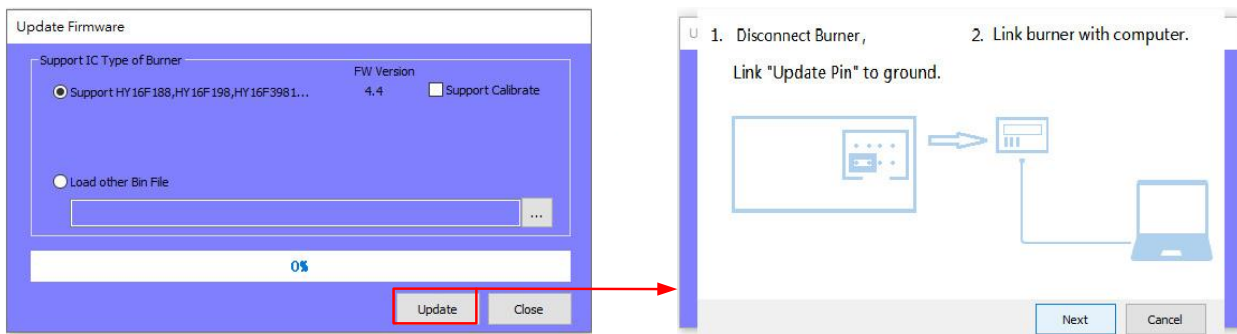 Update Firmware
Support IC Type of Burner
FW Version
Support HY16F188,HY16F198,HY16F3981...
4.4
Support Calibrate
Load other Bin File
...
0%
Update
Close
U
1. Disconnect Burner,
2. Link burner with computer.
Link "Update Pin" to ground.
Next
Cancel